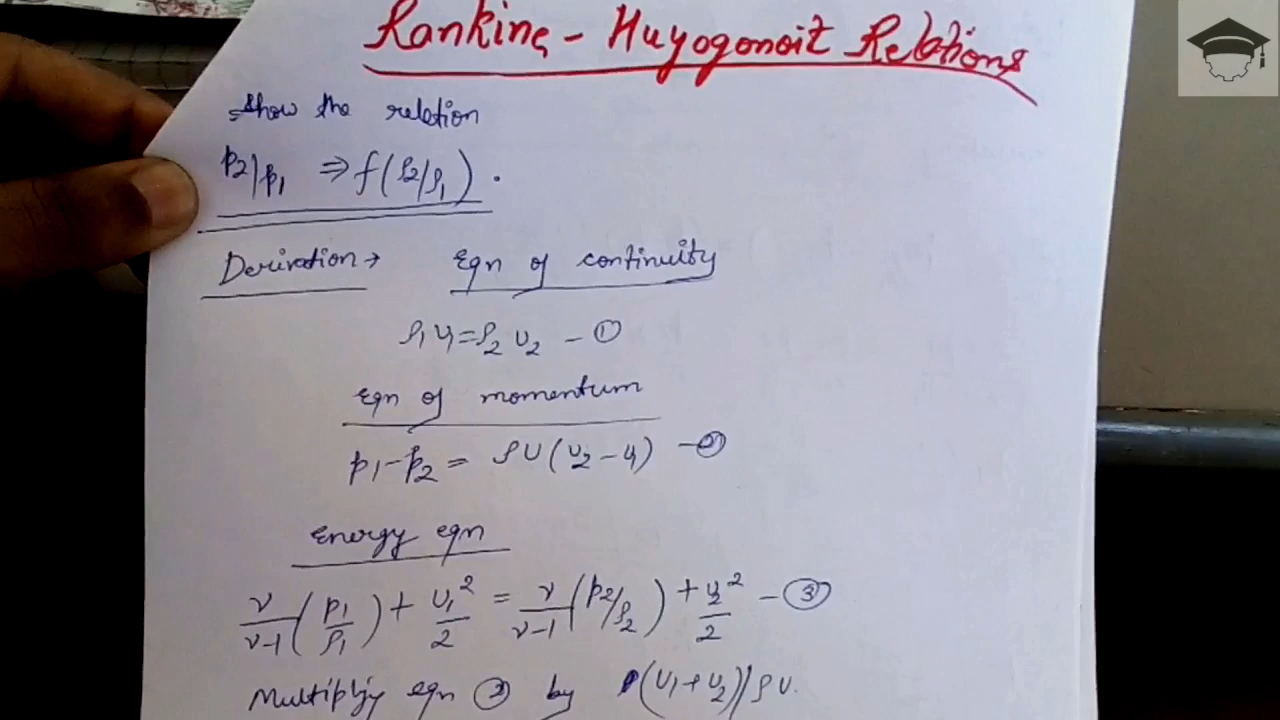 Rankine - Huyogonoit Relations
Show the relation
p2/p1 ⇒ f(ρ2/ρ1).
Derivation → Eqn of continuity
ρ1 u1 = ρ2 u2 - ①
Eqn of momentum
p1 - p2 = ρu(u2 - u1) - ②
Energy eqn
γ/(γ-1) (p1/ρ1) + u1²/2 = γ/(γ-1) (p2/ρ2) + u2²/2 - ③
Multiply eqn ② by (u1+u2)/ρu.